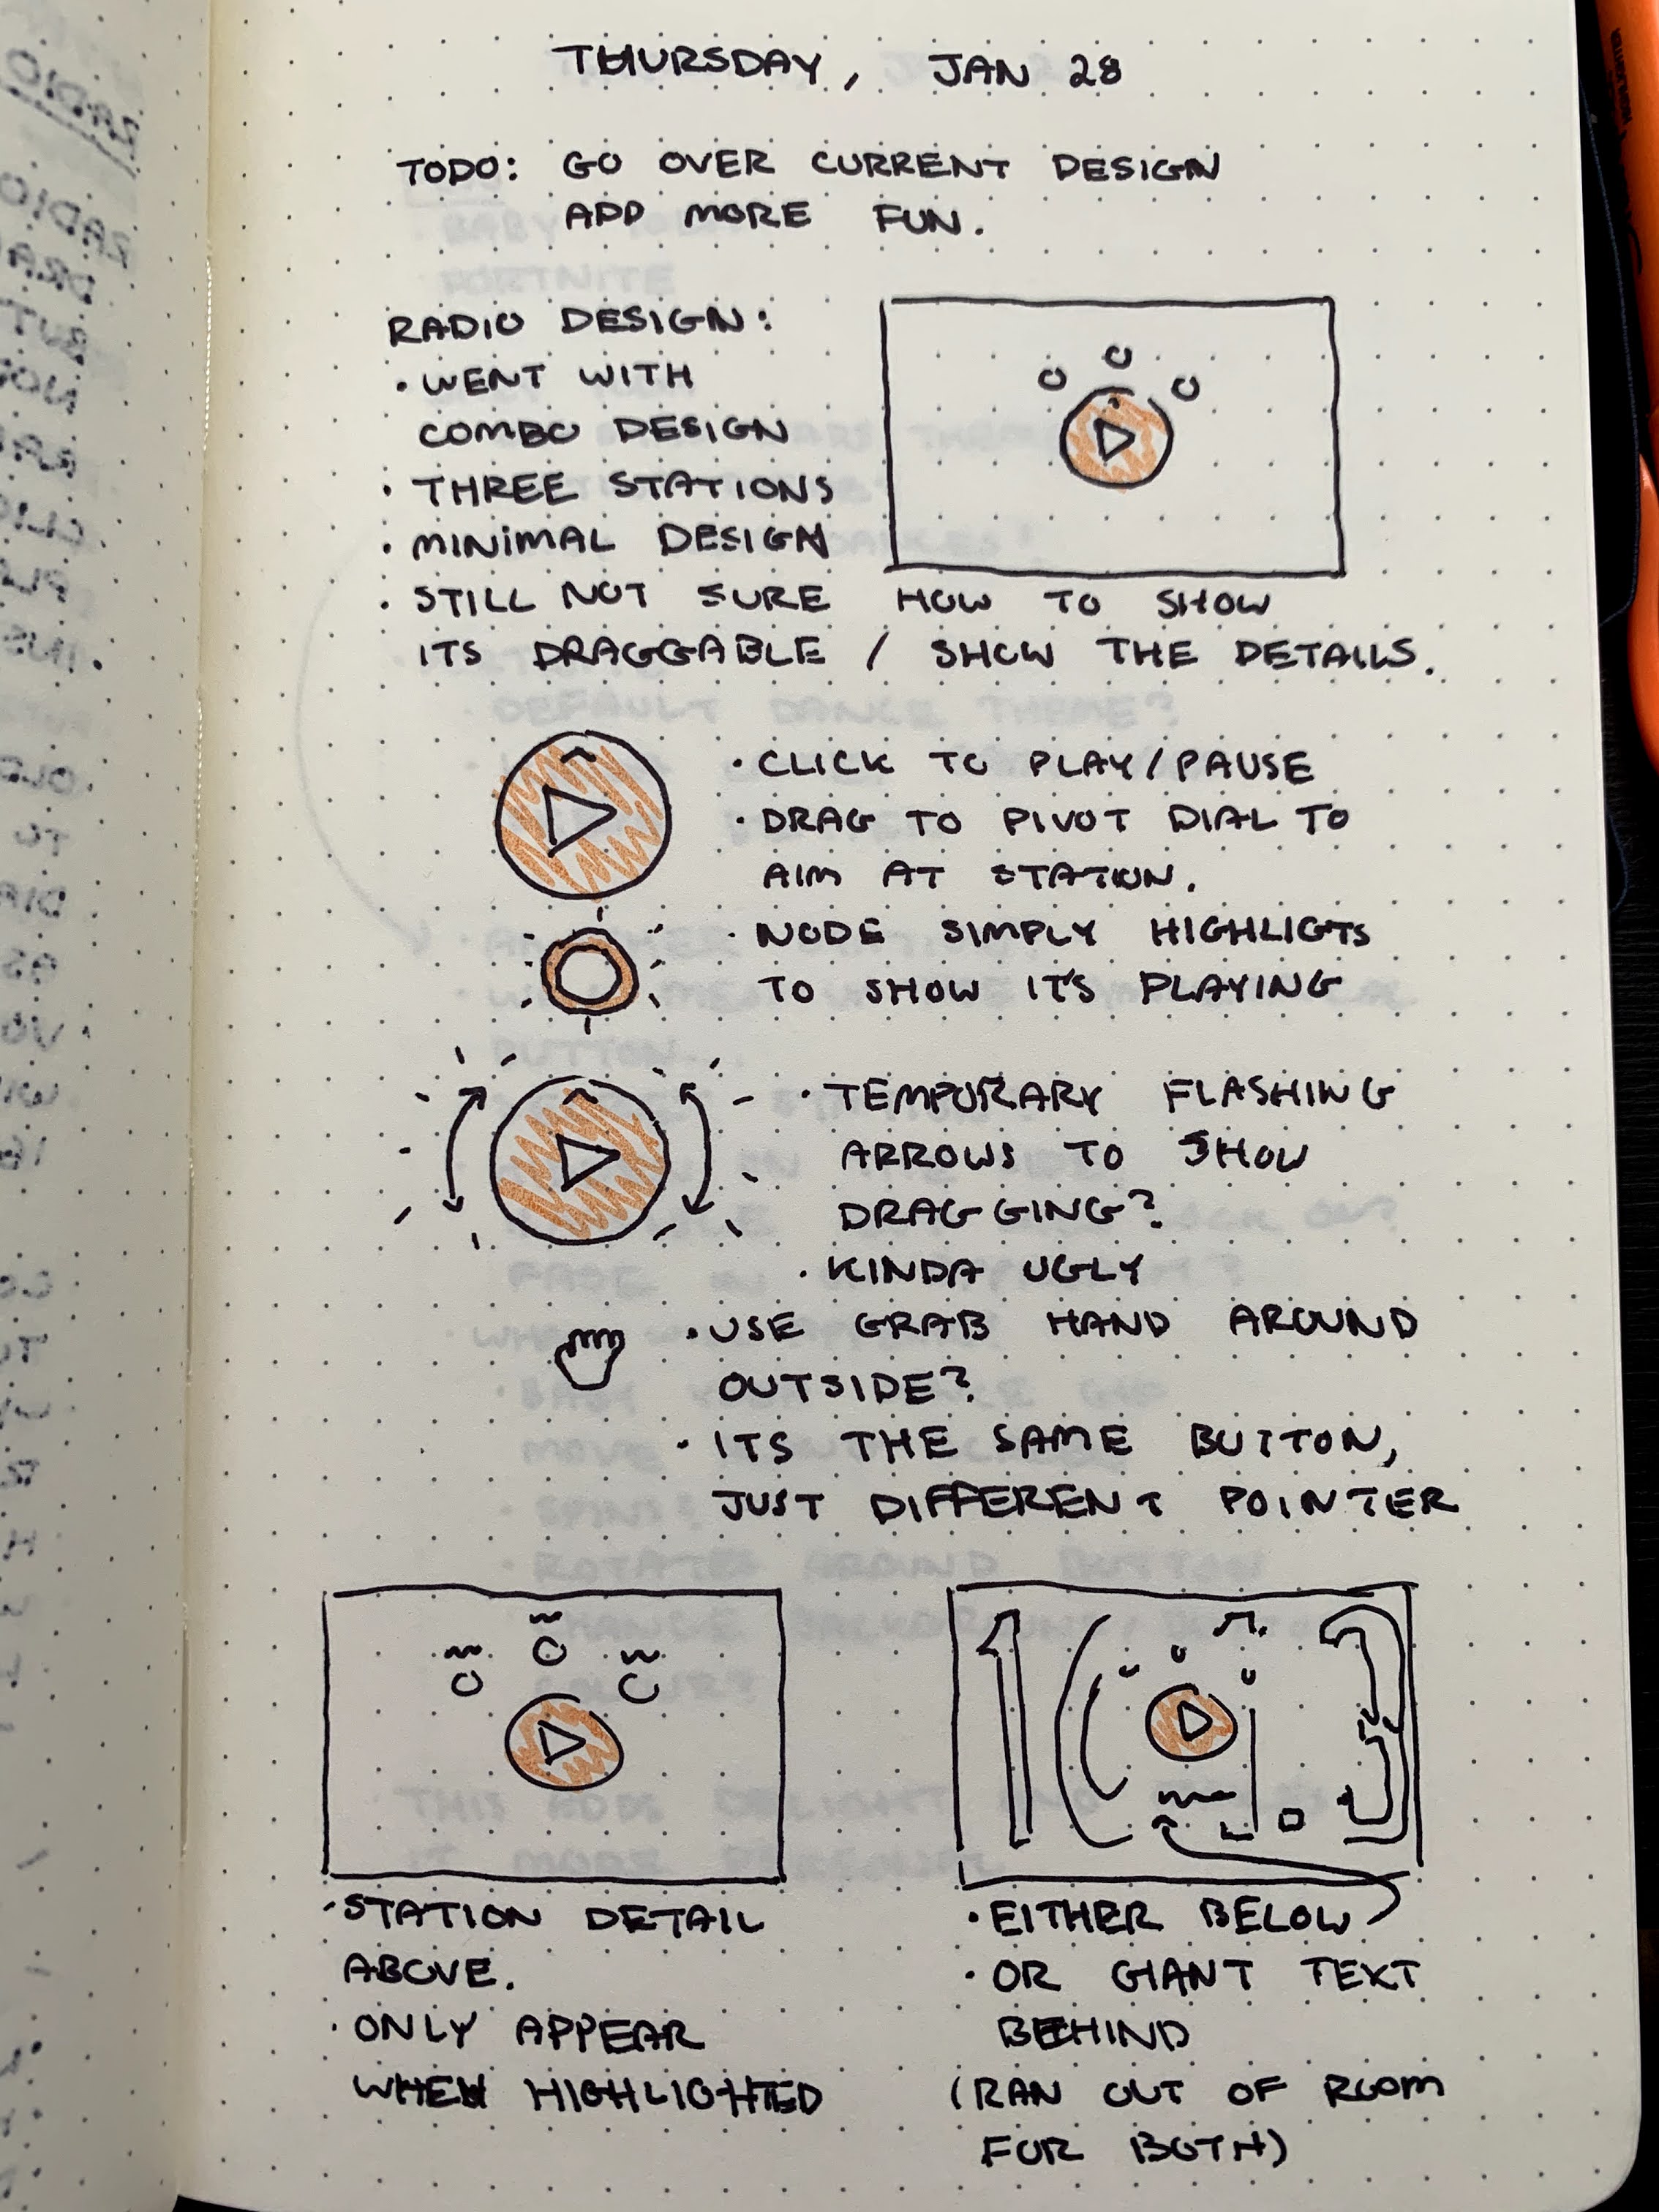 THURSDAY, JAN 28
TODO: GO OVER CURRENT DESIGN
ADD MORE FUN.
RADIO DESIGN:
• WENT WITH
COMBO DESIGN
• THREE STATIONS
• MINIMAL DESIGN
• STILL NOT SURE HOW TO SHOW
ITS DRAGGABLE / SHOW THE DETAILS.
• CLICK TO PLAY/PAUSE
• DRAG TO PIVOT DIAL TO
AIM AT STATION.
• NODE SIMPLY HIGHLIGTS
TO SHOW IT'S PLAYING
• TEMPORARY FLASHING
ARROWS TO SHOW
DRAGGING?
• KINDA UGLY
• USE GRAB HAND AROUND
OUTSIDE?
• ITS THE SAME BUTTON,
JUST DIFFERENT POINTER
• STATION DETAIL
ABOVE.
• ONLY APPEAR
WHEN HIGHLIGHTED
• EITHER BELOW
• OR GIANT TEXT
BEHIND
(RAN OUT OF ROOM
FOR BOTH)